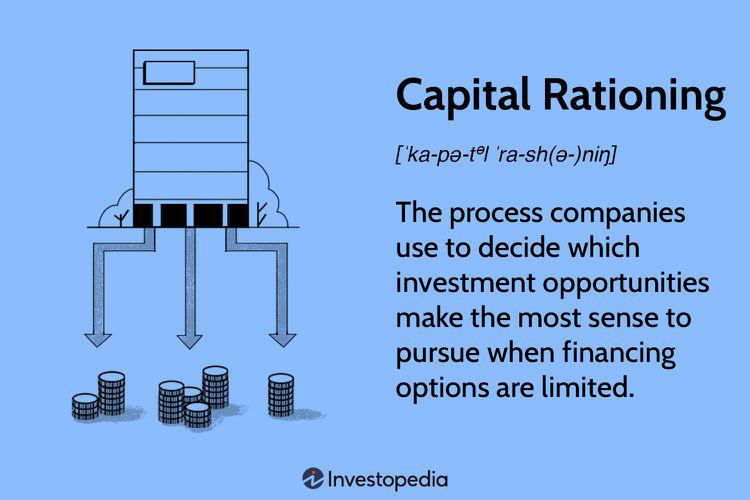 Capital Rationing
[ˈka-pə-tᵊl ˈra-sh(ə-)niŋ]
The process companies
use to decide which
investment opportunities
make the most sense to
pursue when financing
options are limited.
Investopedia